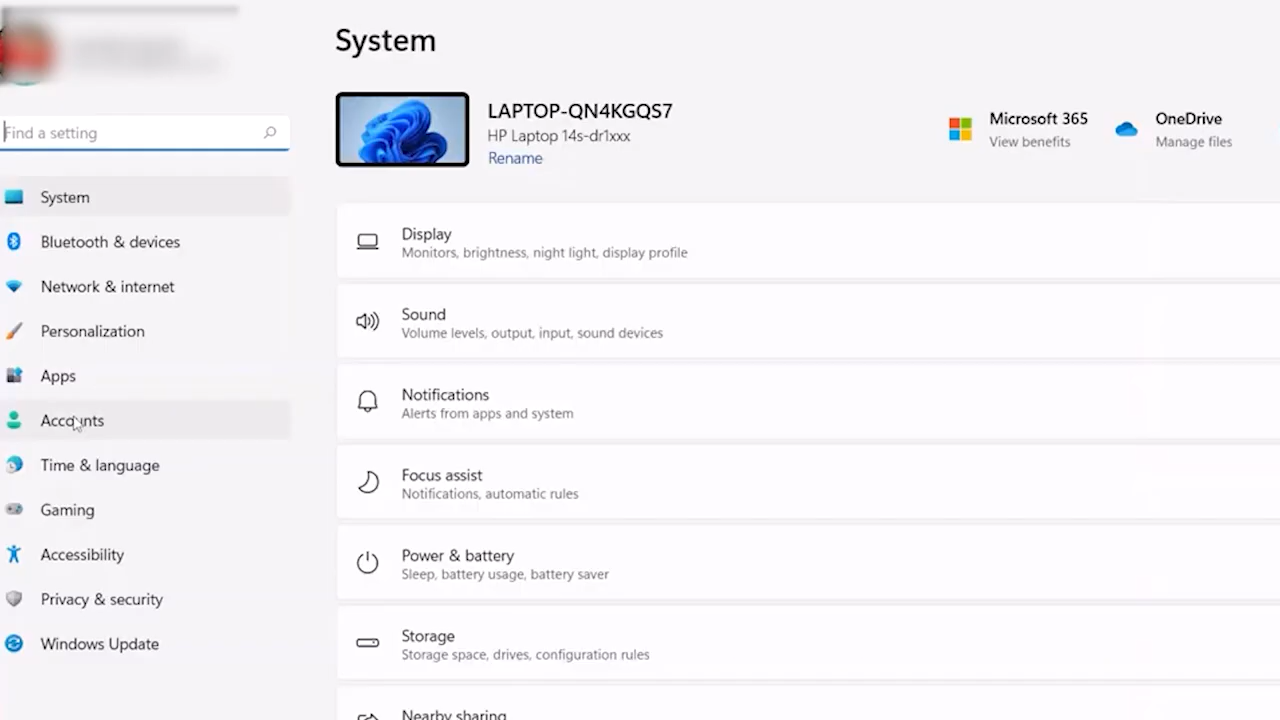 System
LAPTOP-QN4KGQS7
HP Laptop 14s-dr1xxx
Rename
Microsoft 365
View benefits
OneDrive
Manage files
Find a setting
System
Bluetooth & devices
Network & internet
Personalization
Apps
Accounts
Time & language
Gaming
Accessibility
Privacy & security
Windows Update
Display
Monitors, brightness, night light, display profile
Sound
Volume levels, output, input, sound devices
Notifications
Alerts from apps and system
Focus assist
Notifications, automatic rules
Power & battery
Sleep, battery usage, battery saver
Storage
Storage space, drives, configuration rules
Nearby sharing